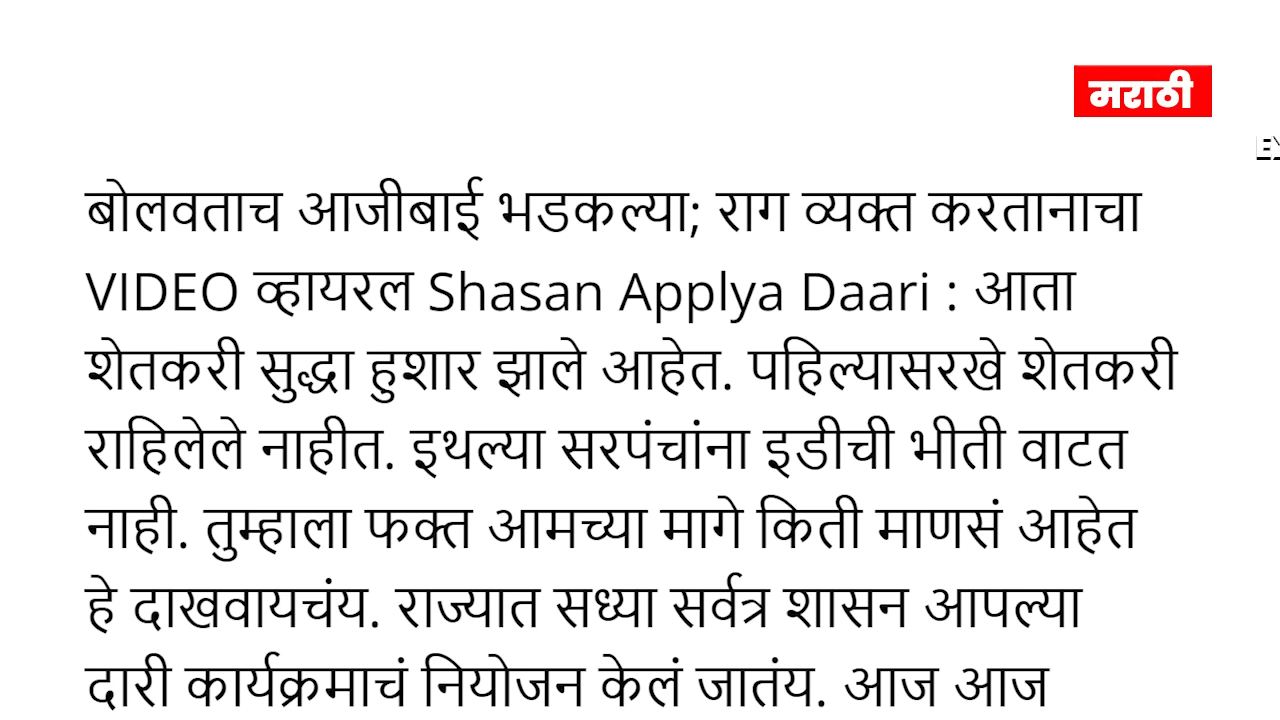 मराठी
बोलवताच आजीबाई भडकल्या; राग व्यक्त करतानाचा
VIDEO व्हायरल Shasan Applya Daari : आता
शेतकरी सुद्धा हुशार झाले आहेत. पहिल्यासरखे शेतकरी
राहिलेले नाहीत. इथल्या सरपंचांना इडीची भीती वाटत
नाही. तुम्हाला फक्त आमच्या मागे किती माणसं आहेत
हे दाखवायचंय. राज्यात सध्या सर्वत्र शासन आपल्या
दारी कार्यक्रमाचं नियोजन केलं जातंय. आज आज